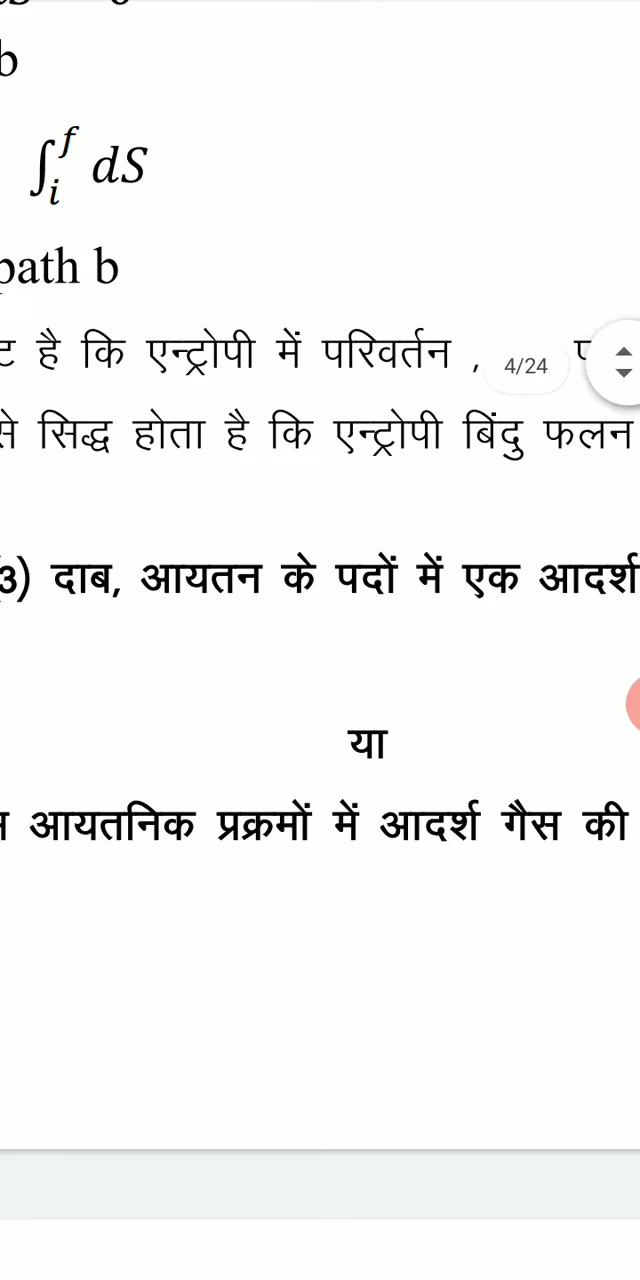 b
∫ᵢᶠ dS
path b
है कि एन्ट्रोपी में परिवर्तन ,
4/24
से सिद्ध होता है कि एन्ट्रोपी बिंदु फलन
3) दाब, आयतन के पदों में एक आदर्श
या
आयतनिक प्रक्रमों में आदर्श गैस की